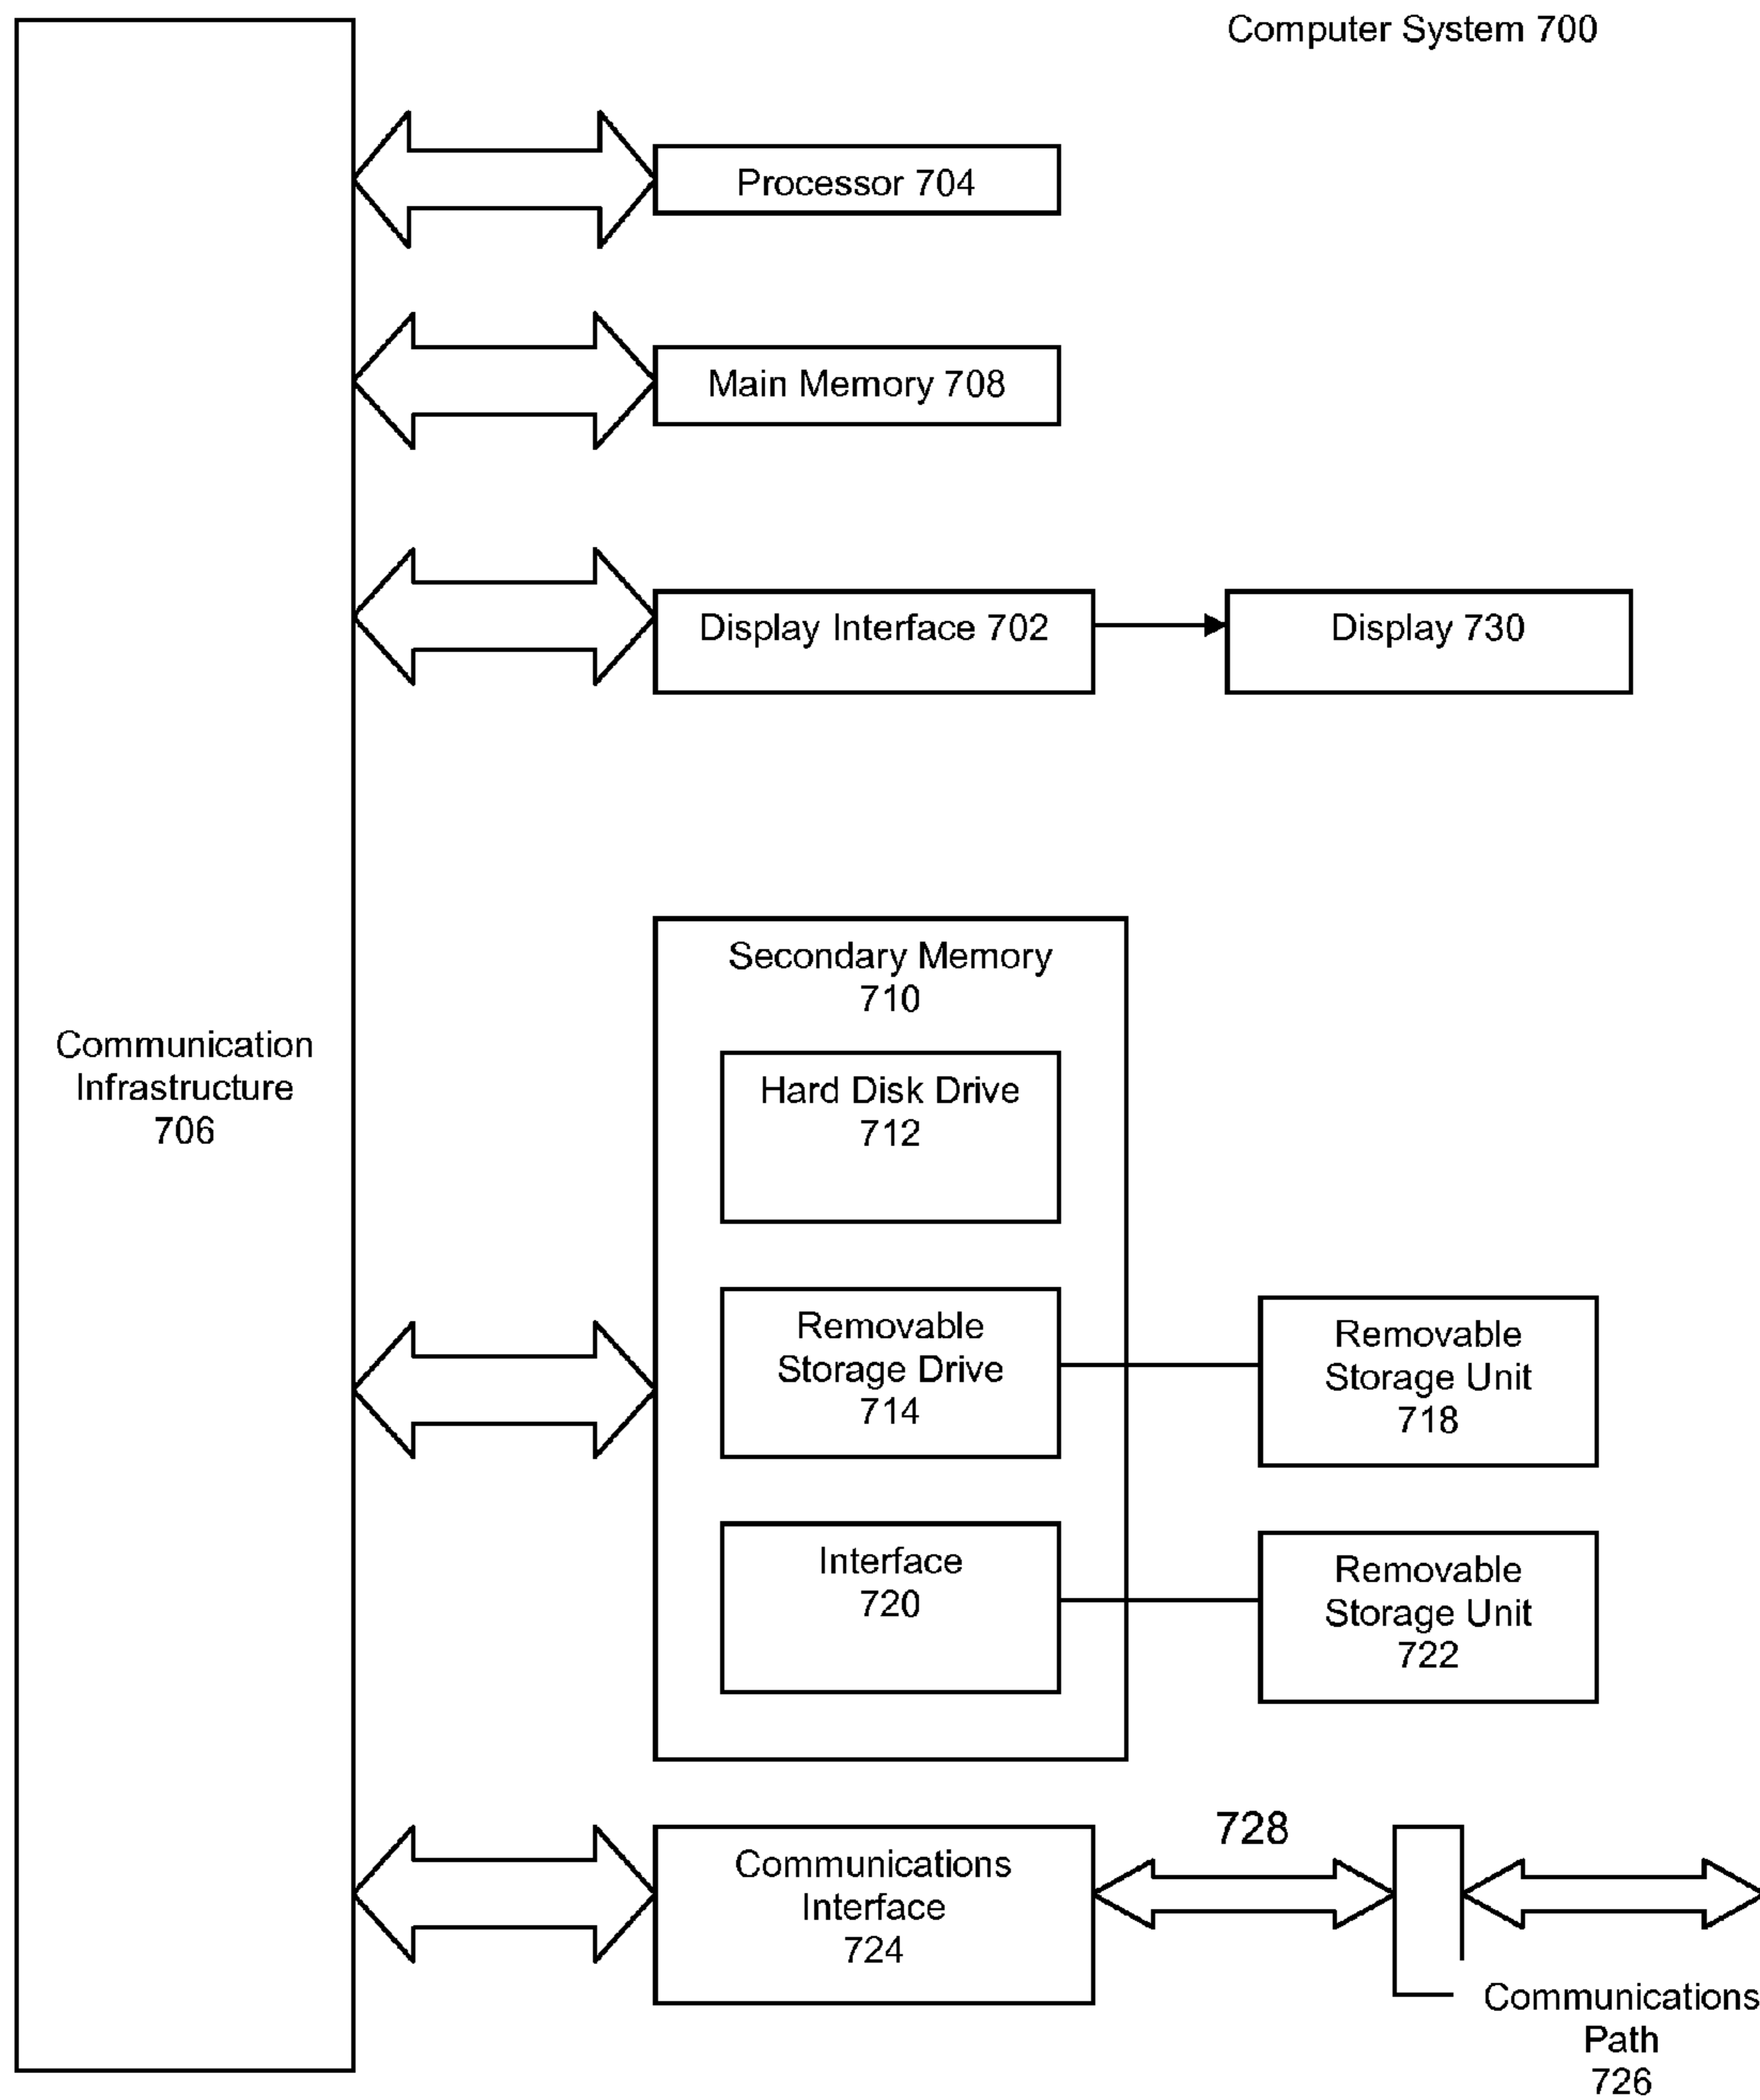 Computer System 700
Processor 704
Main Memory 708
Display Interface 702
Display 730
Communication
Infrastructure
706
Secondary Memory
710
Hard Disk Drive
712
Removable
Storage Drive
714
Removable
Storage Unit
718
Interface
720
Removable
Storage Unit
722
728
Communications
Interface
724
Communications
Path
726